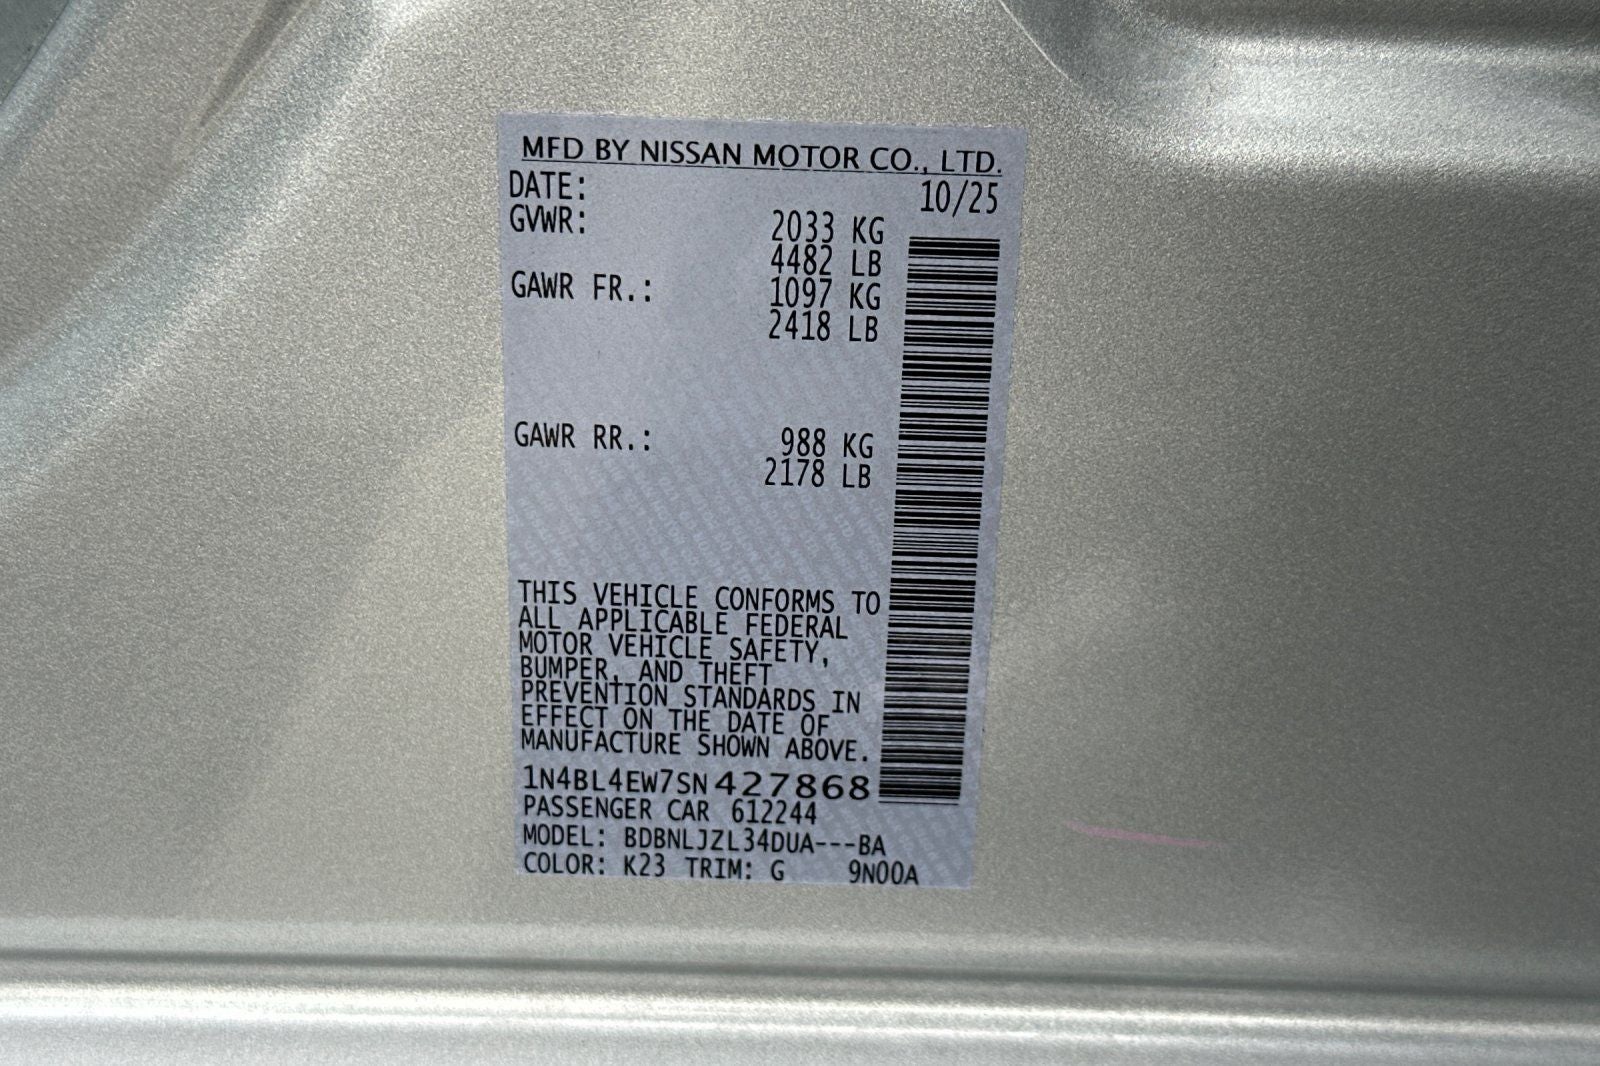 MFD BY NISSAN MOTOR CO., LTD.
DATE: 10/25
GVWR: 2033 KG
4482 LB
GAWR FR.: 1097 KG
2418 LB
GAWR RR.: 988 KG
2178 LB
THIS VEHICLE CONFORMS TO
ALL APPLICABLE FEDERAL
MOTOR VEHICLE SAFETY,
BUMPER, AND THEFT
PREVENTION STANDARDS IN
EFFECT ON THE DATE OF
MANUFACTURE SHOWN ABOVE.
1N4BL4EW7SN427868
PASSENGER CAR 612244
MODEL: BDBNLJZL34DUA---BA
COLOR: K23 TRIM: G 9N00A